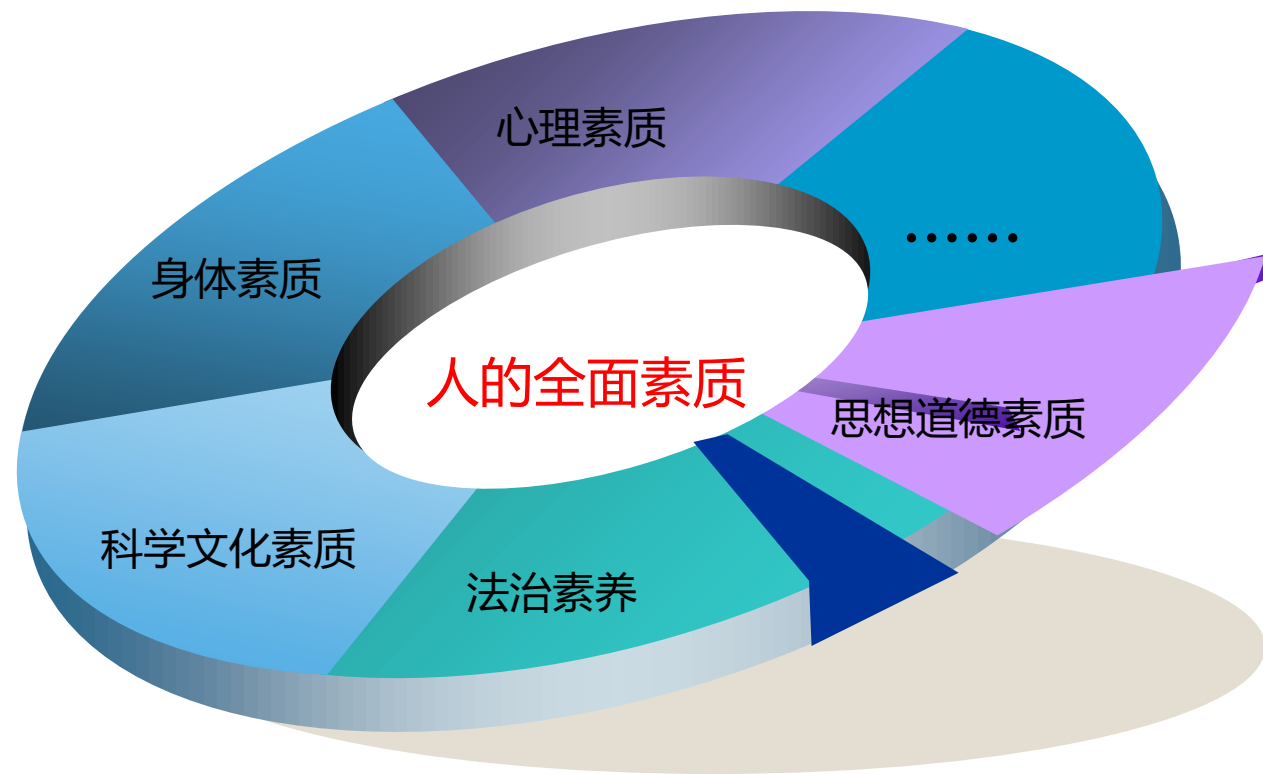 心理素质
……
身体素质
人的全面素质
思想道德素质
科学文化素质
法治素养